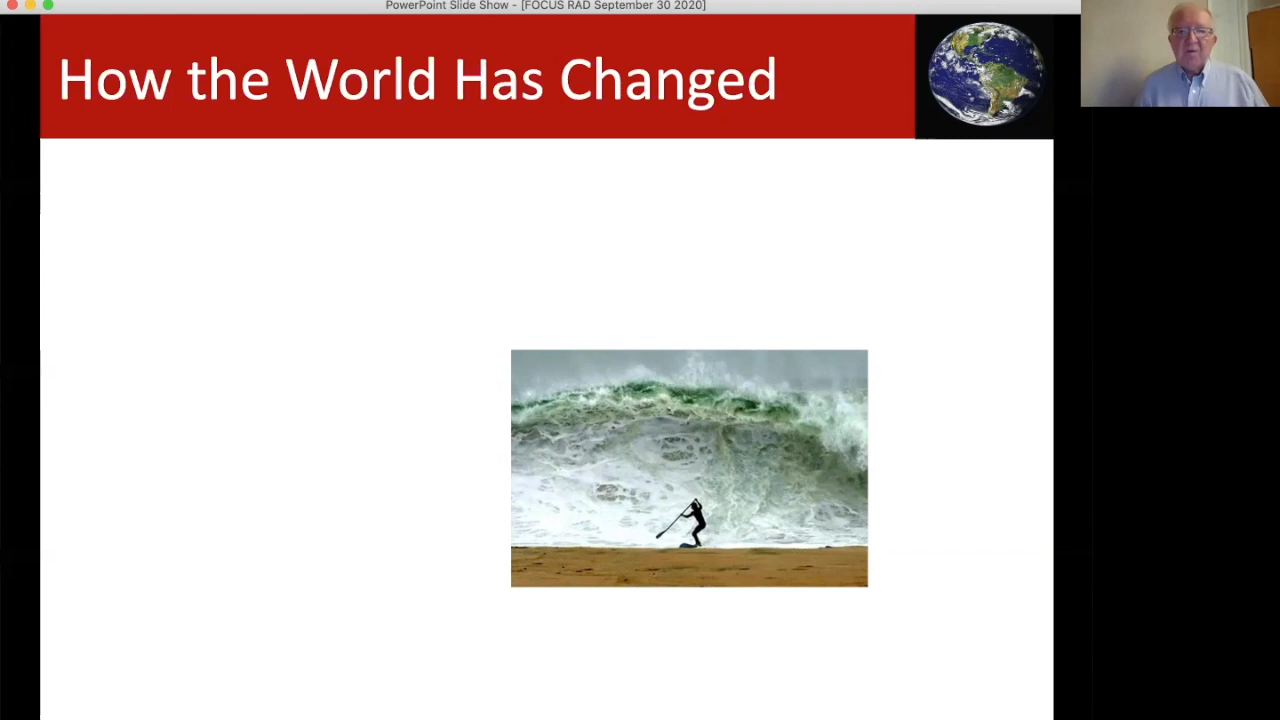 PowerPoint Slide Show - [FOCUS RAD September 30 2020]
How the World Has Changed